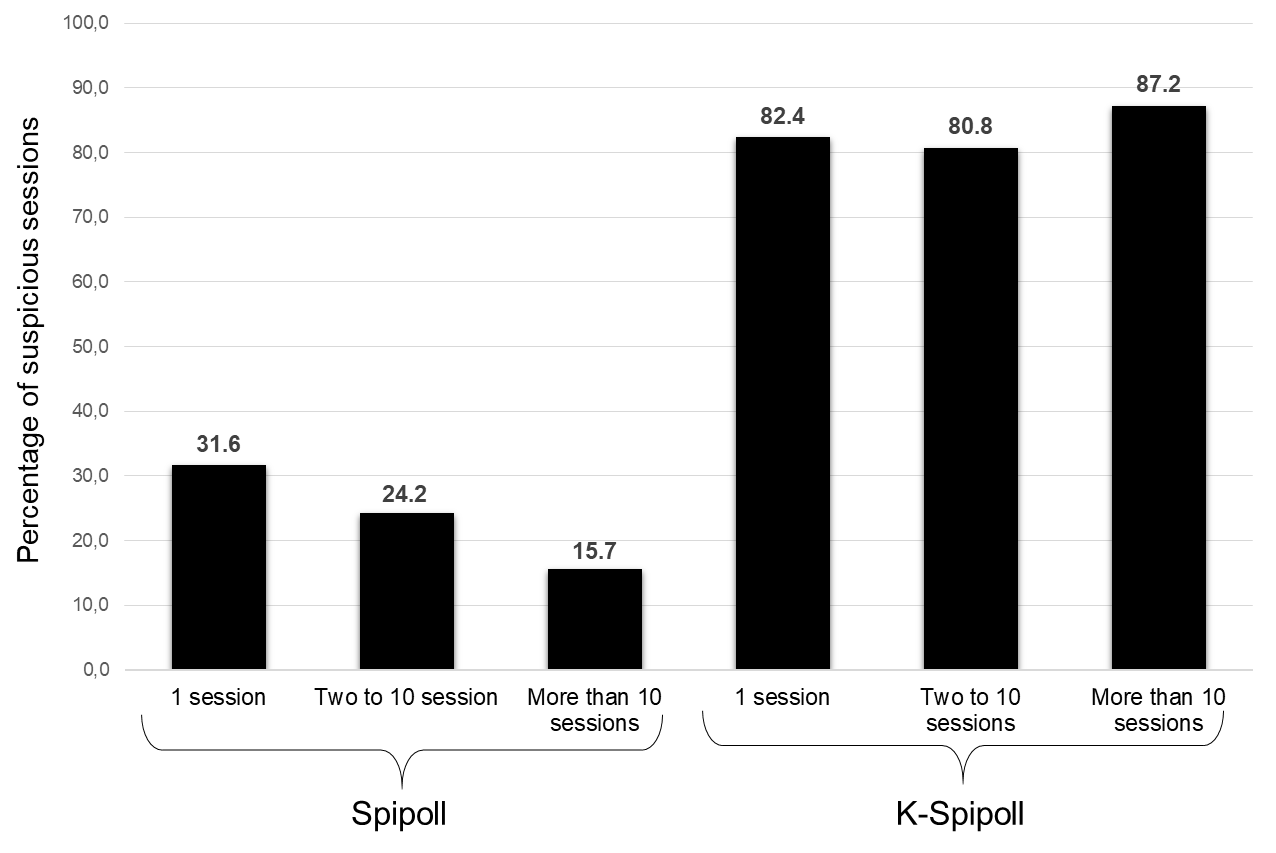 Percentage of suspicious sessions
100,0
90,0
80,0
70,0
60,0
50,0
40,0
30,0
20,0
10,0
0,0
31.6
24.2
15.7
82.4
80.8
87.2
1 session
Two to 10 session
More than 10
sessions
1 session
Two to 10
sessions
More than 10
sessions
Spipoll
K-Spipoll